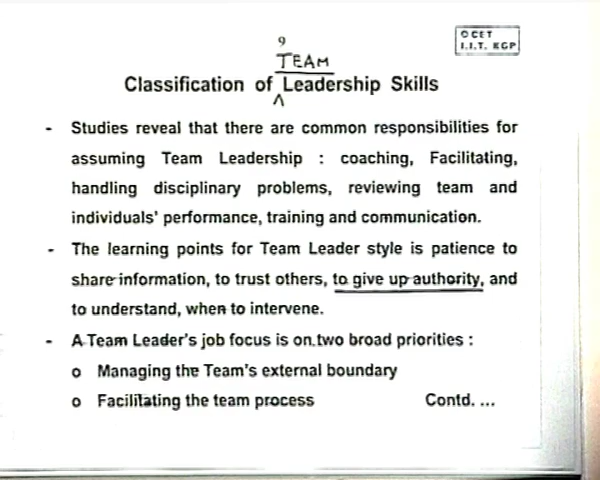 9
© CET
I.I.T. KGP
TEAM
Classification of ^ Leadership Skills
- Studies reveal that there are common responsibilities for
assuming Team Leadership : coaching, Facilitating,
handling disciplinary problems, reviewing team and
individuals' performance, training and communication.
- The learning points for Team Leader style is patience to
share information, to trust others, to give up authority, and
to understand, when to intervene.
- A Team Leader's job focus is on two broad priorities :
o Managing the Team's external boundary
o Facilitating the team process Contd. ...